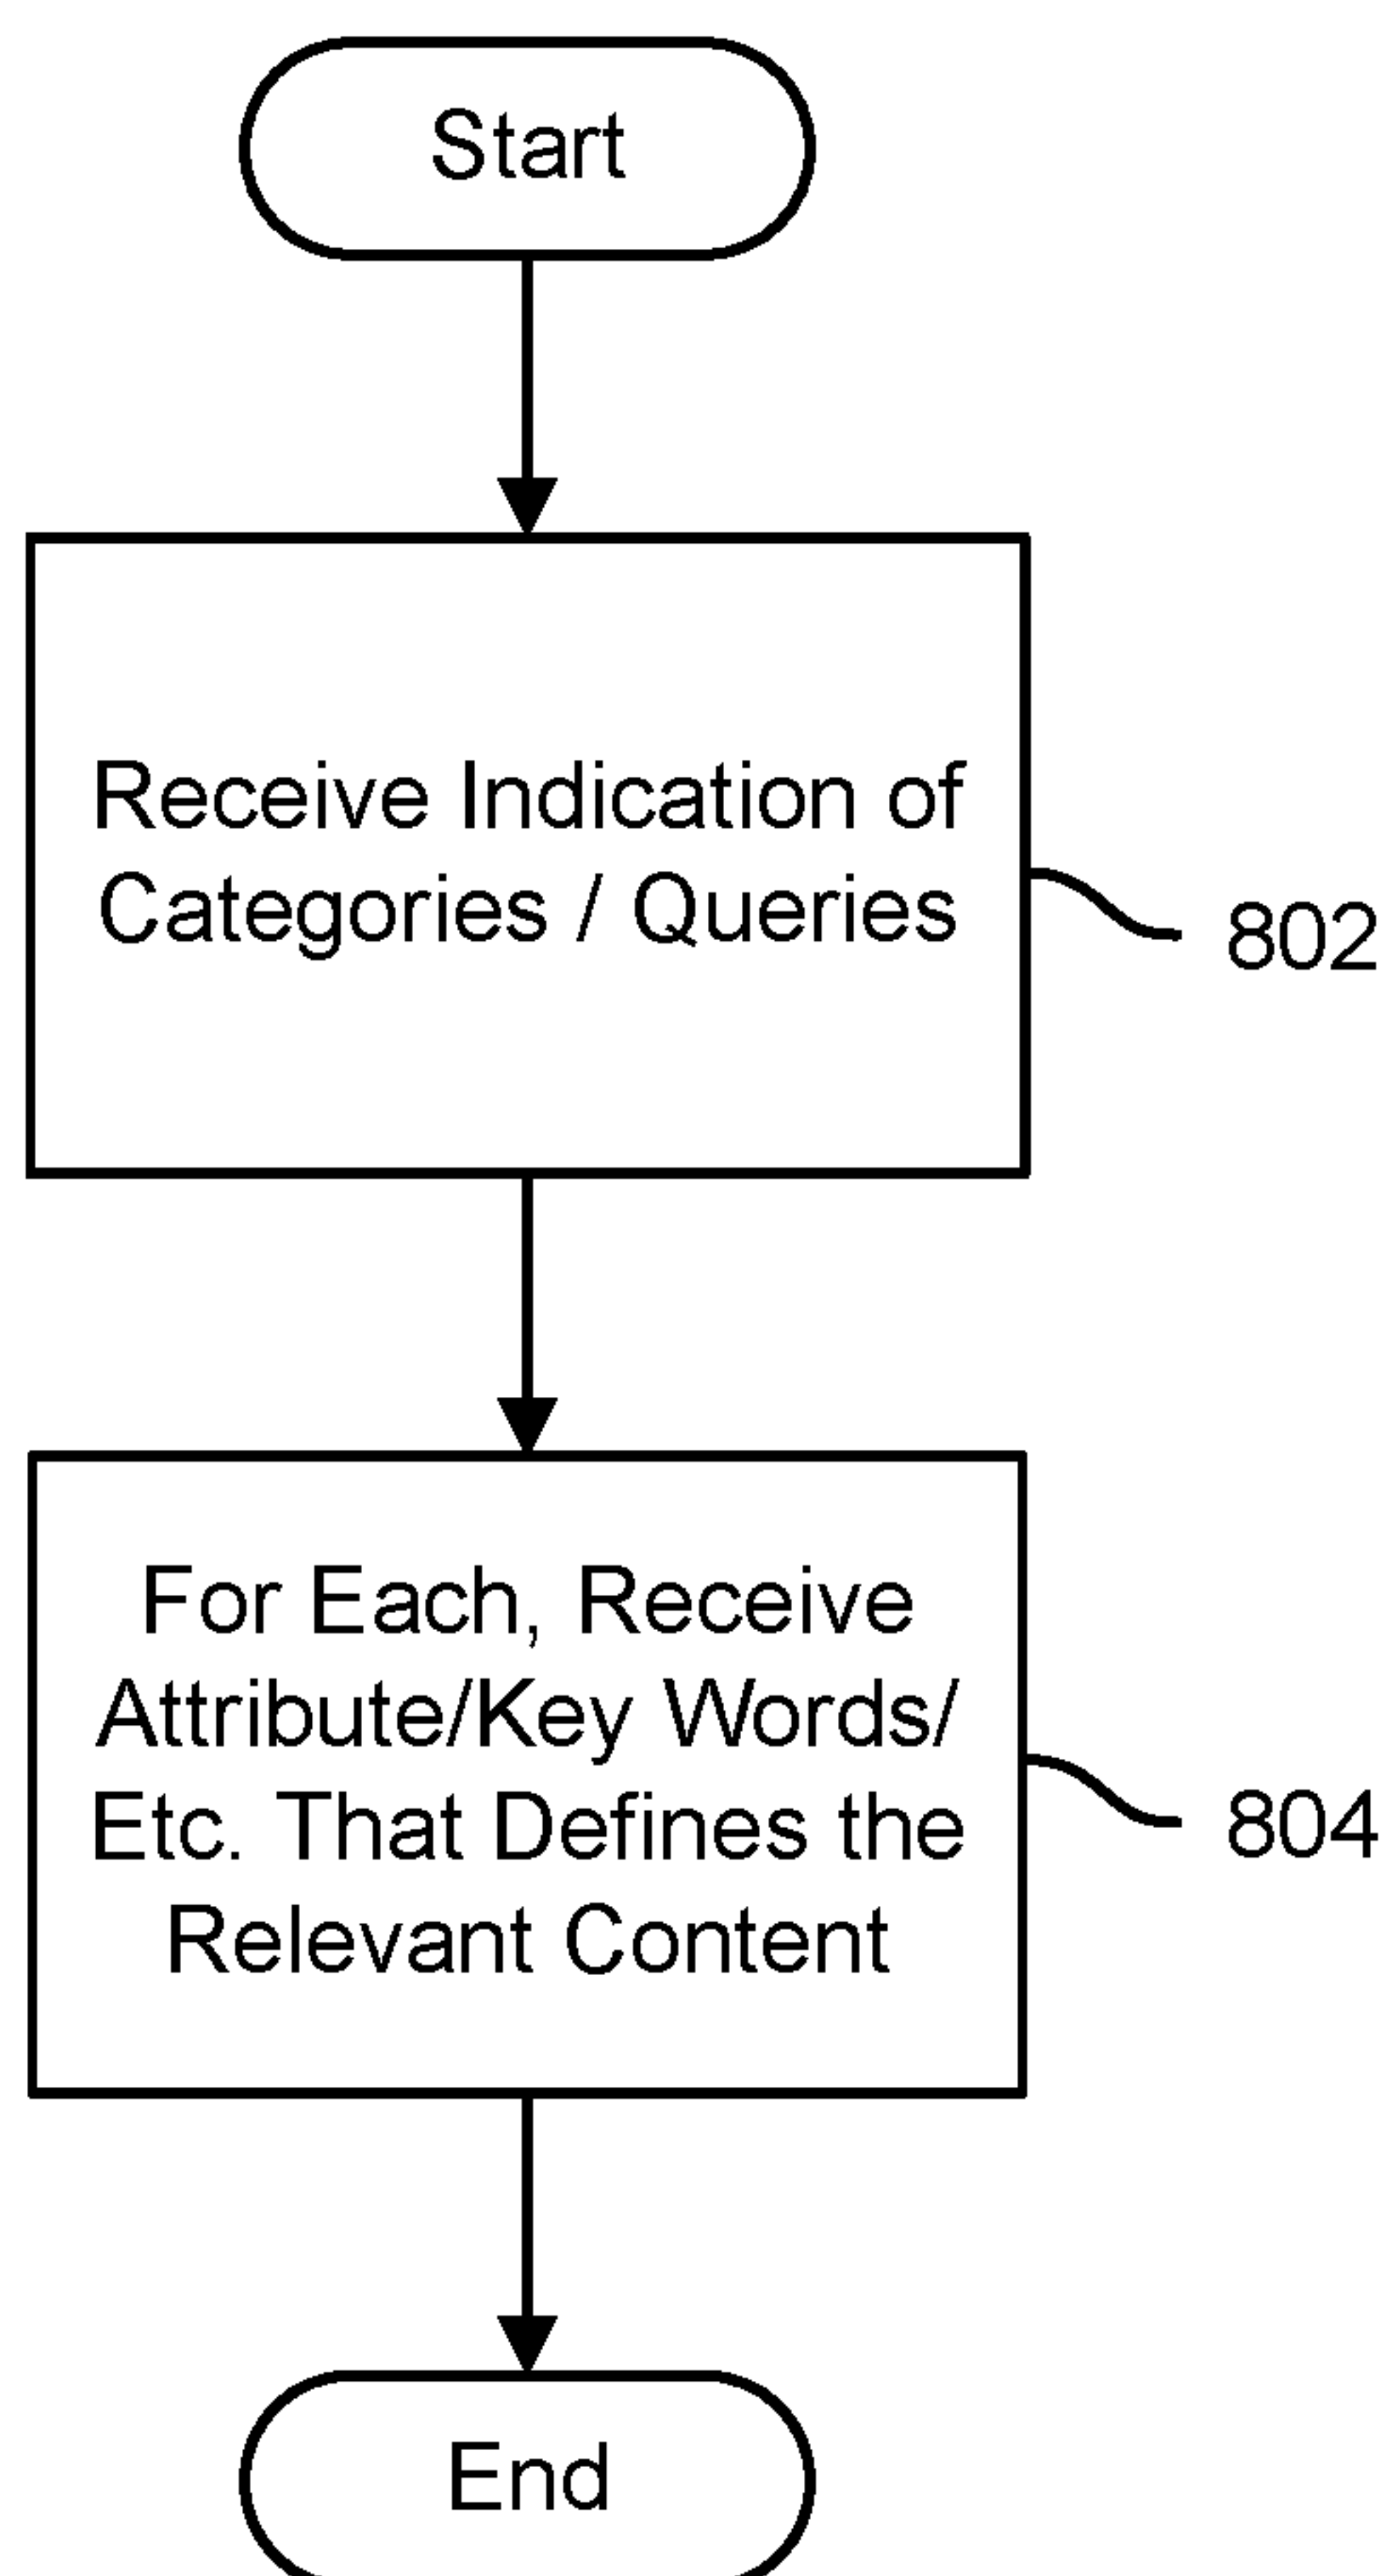 Start
Receive Indication of
Categories / Queries
802
For Each, Receive
Attribute/Key Words/
Etc. That Defines the
Relevant Content
804
End